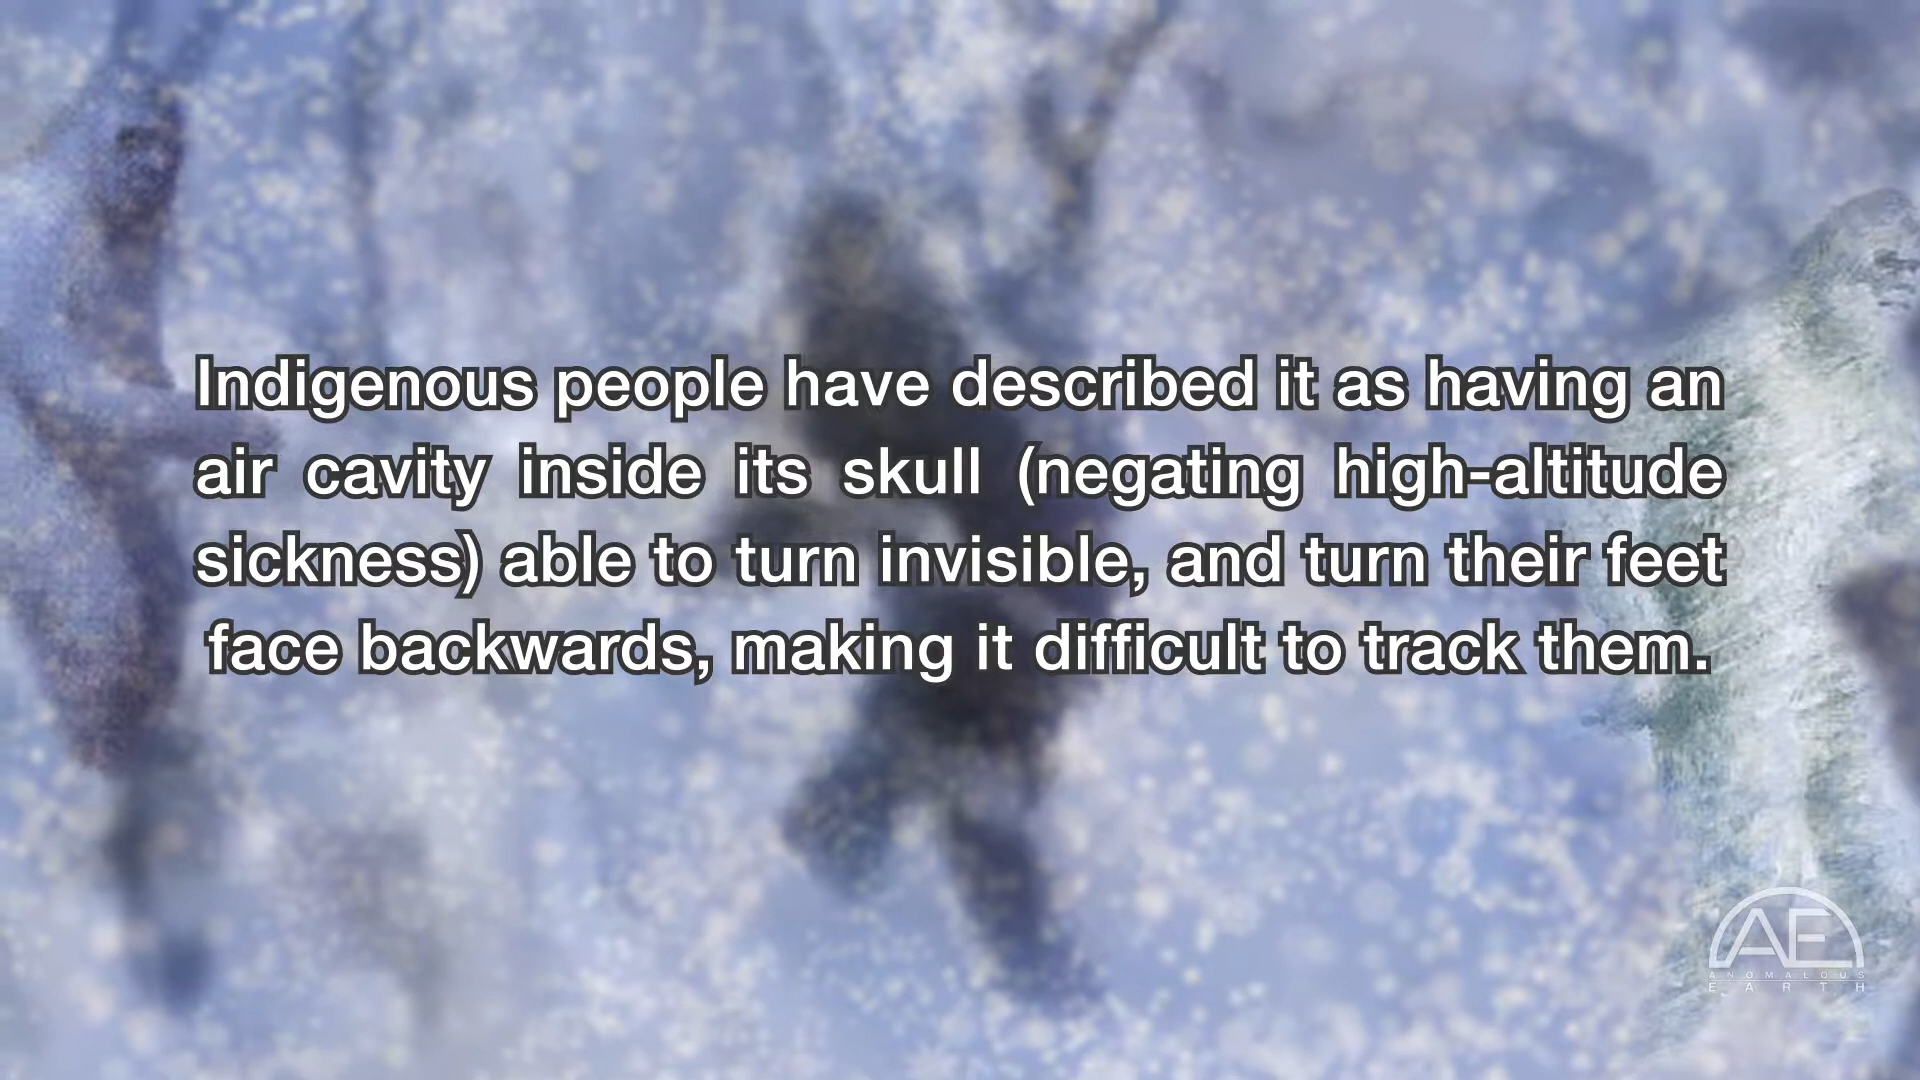 Indigenous people have described it as having an
air cavity inside its skull (negating high-altitude
sickness) able to turn invisible, and turn their feet
face backwards, making it difficult to track them.
AE
ANOMALOUS
EARTH